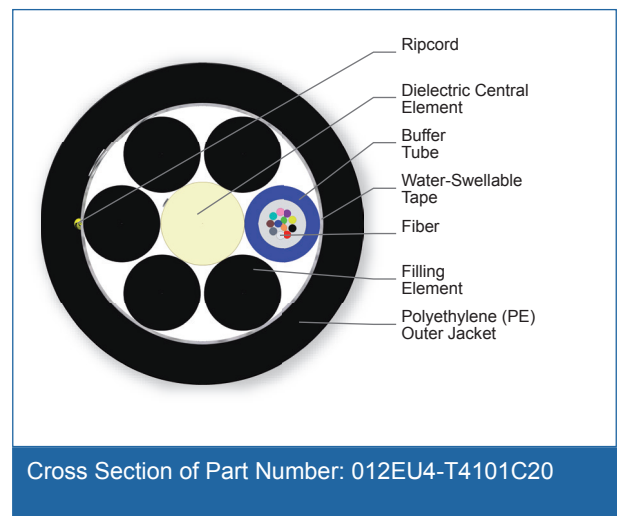 Ripcord
Dielectric Central
Element
Buffer
Tube
Water-Swellable
Tape
Fiber
Filling
Element
Polyethylene (PE)
Outer Jacket
Cross Section of Part Number: 012EU4-T4101C20